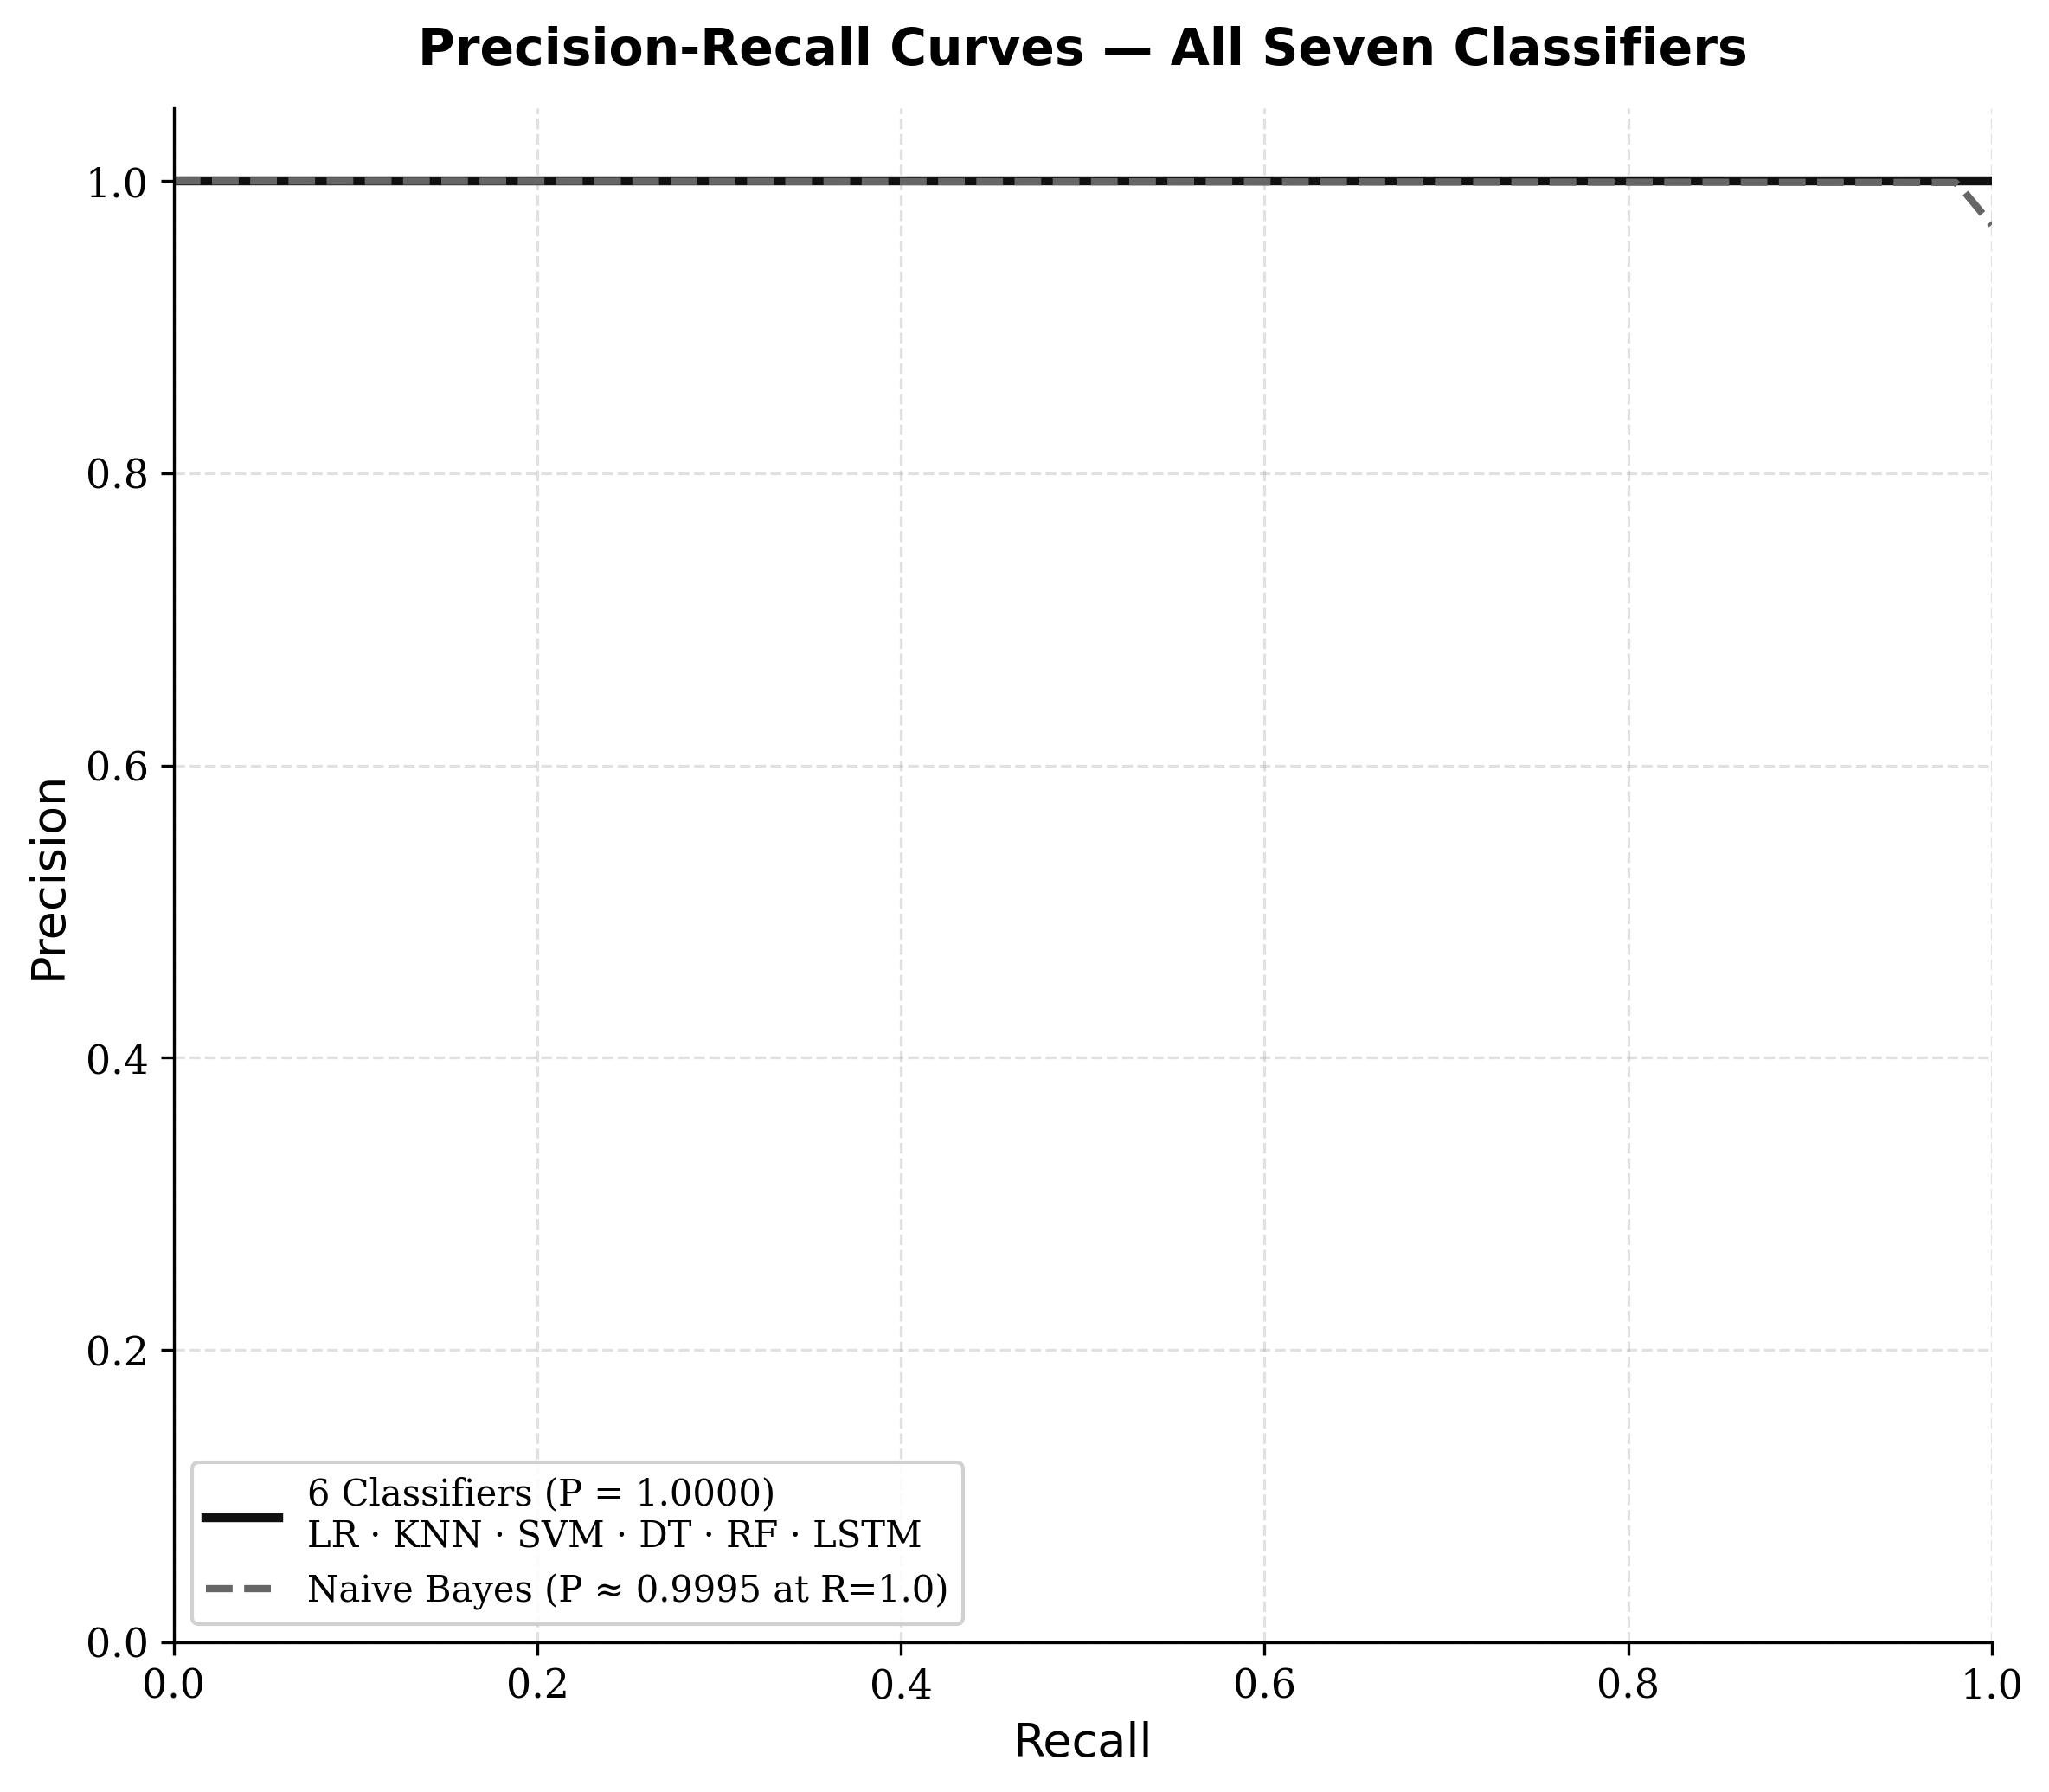 Precision-Recall Curves — All Seven Classifiers
Precision
1.0
0.8
0.6
0.4
0.2
0.0
6 Classifiers (P = 1.0000)
LR · KNN · SVM · DT · RF · LSTM
Naive Bayes (P ≈ 0.9995 at R=1.0)
0.0 0.2 0.4 0.6 0.8 1.0
Recall